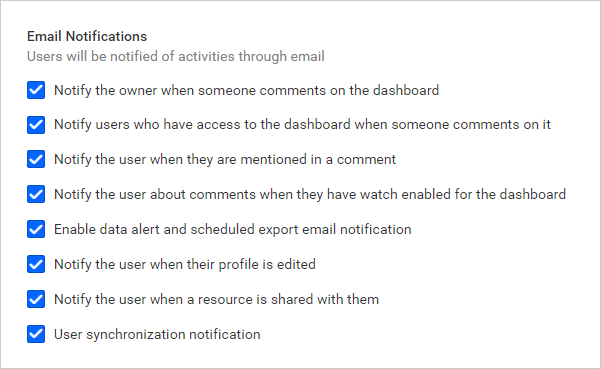 Email Notifications
Users will be notified of activities through email
Notify the owner when someone comments on the dashboard
Notify users who have access to the dashboard when someone comments on it
Notify the user when they are mentioned in a comment
Notify the user about comments when they have watch enabled for the dashboard
Enable data alert and scheduled export email notification
Notify the user when their profile is edited
Notify the user when a resource is shared with them
User synchronization notification